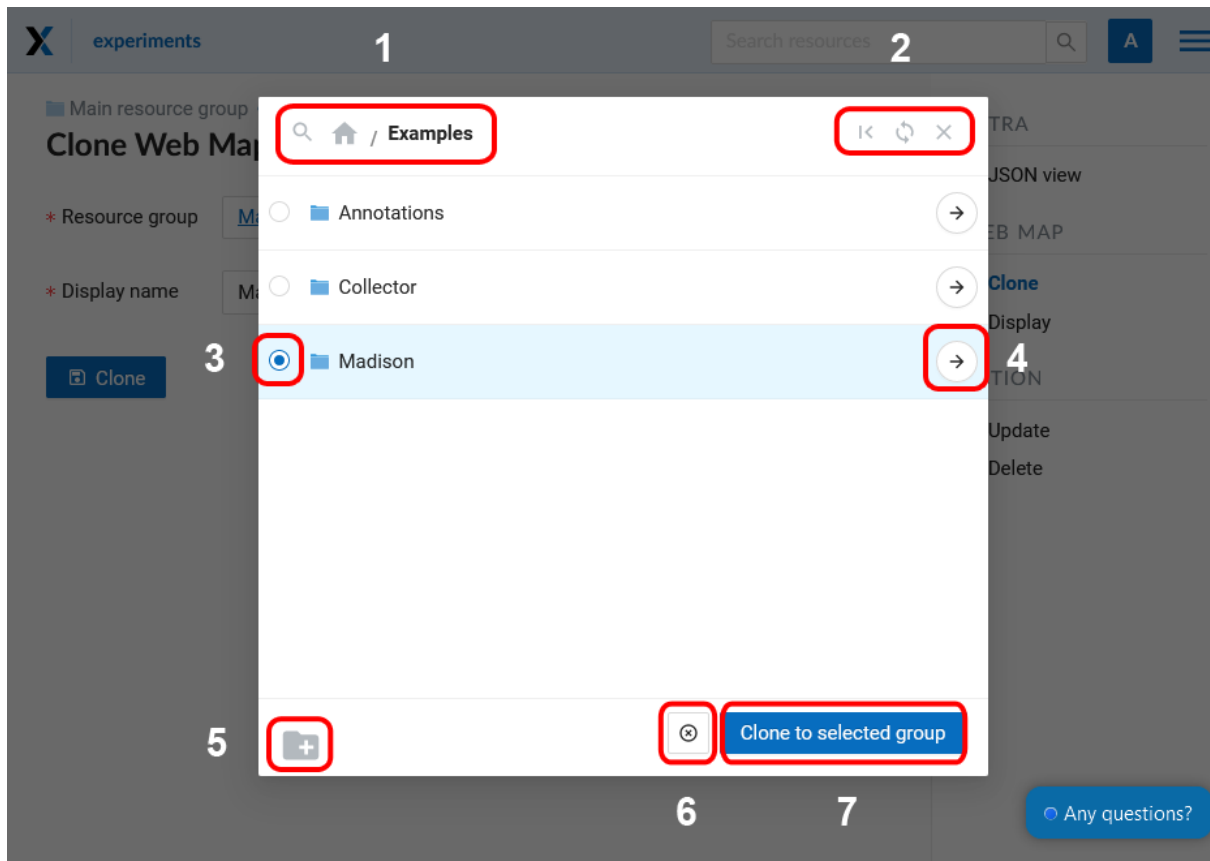 experiments
1
Search resources
2
A
Main resource group
Clone Web Map
/ Examples
TRA
JSON view
* Resource group
Ma
Annotations
EB MAP
* Display name
Ma
Collector
Clone
Display
3
Madison
4
Clone
TION
Update
Delete
5
Clone to selected group
6
7
Any questions?